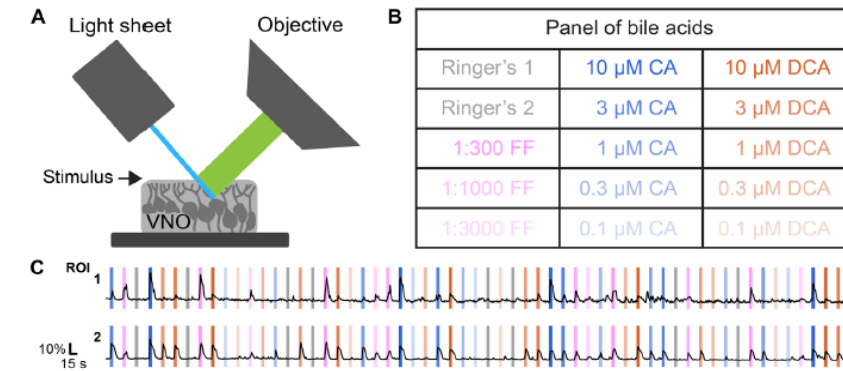 A
Light sheet
Objective
Stimulus
VNO
B
Panel of bile acids
Ringer's 1 10 µM CA 10 µM DCA
Ringer's 2 3 µM CA 3 µM DCA
1:300 FF 1 µM CA 1 µM DCA
1:1000 FF 0.3 µM CA 0.3 µM DCA
1:3000 FF 0.1 µM CA 0.1 µM DCA
C
ROI
1
2
10%
15 s